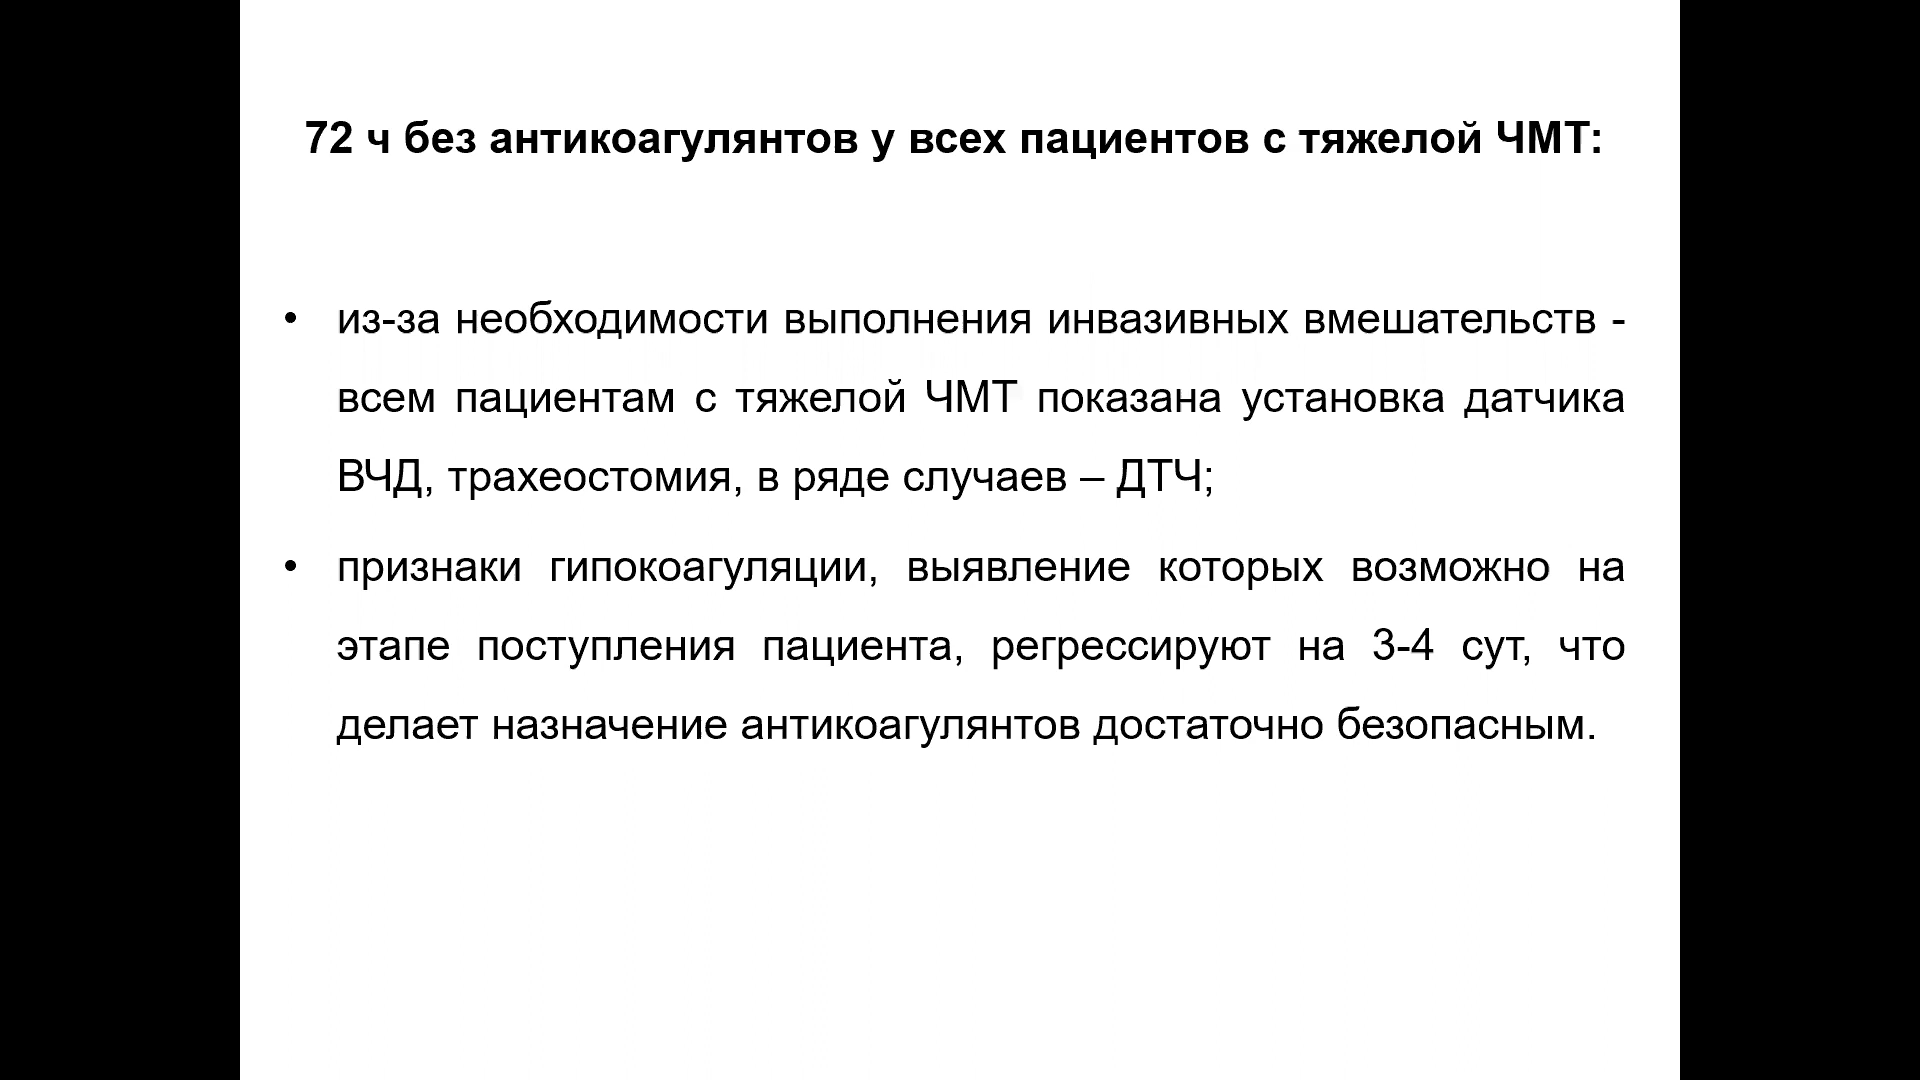 72 ч без антикоагулянтов у всех пациентов с тяжелой ЧМТ:
• из-за необходимости выполнения инвазивных вмешательств -
всем пациентам с тяжелой ЧМТ показана установка датчика
ВЧД, трахеостомия, в ряде случаев – ДТЧ;
• признаки гипокоагуляции, выявление которых возможно на
этапе поступления пациента, регрессируют на 3-4 сут, что
делает назначение антикоагулянтов достаточно безопасным.